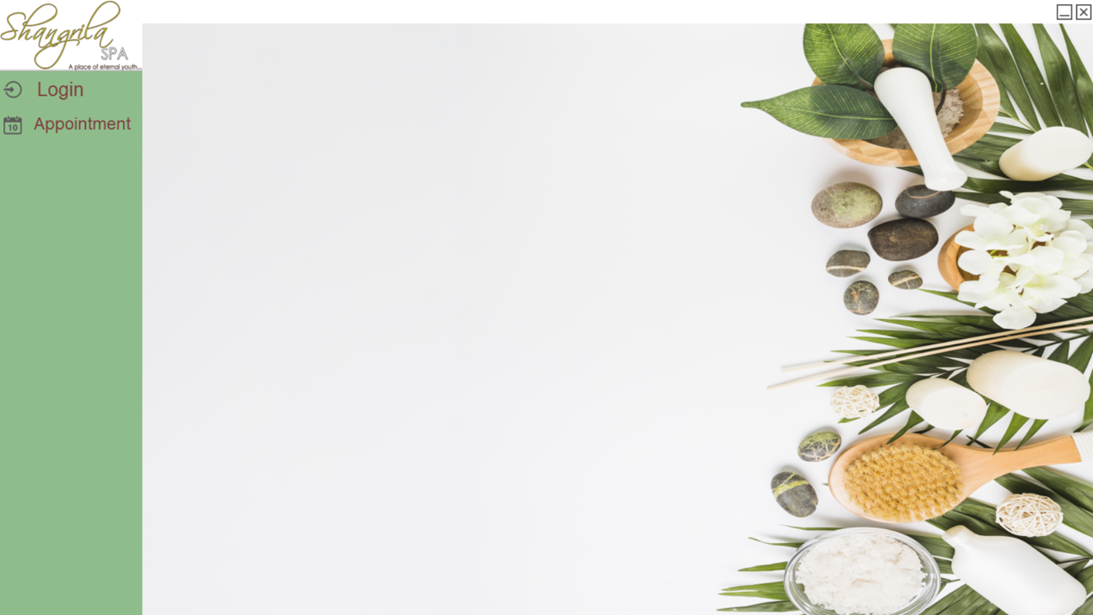 Shangrila
SPA
A place of eternal youth...
Login
Appointment
10